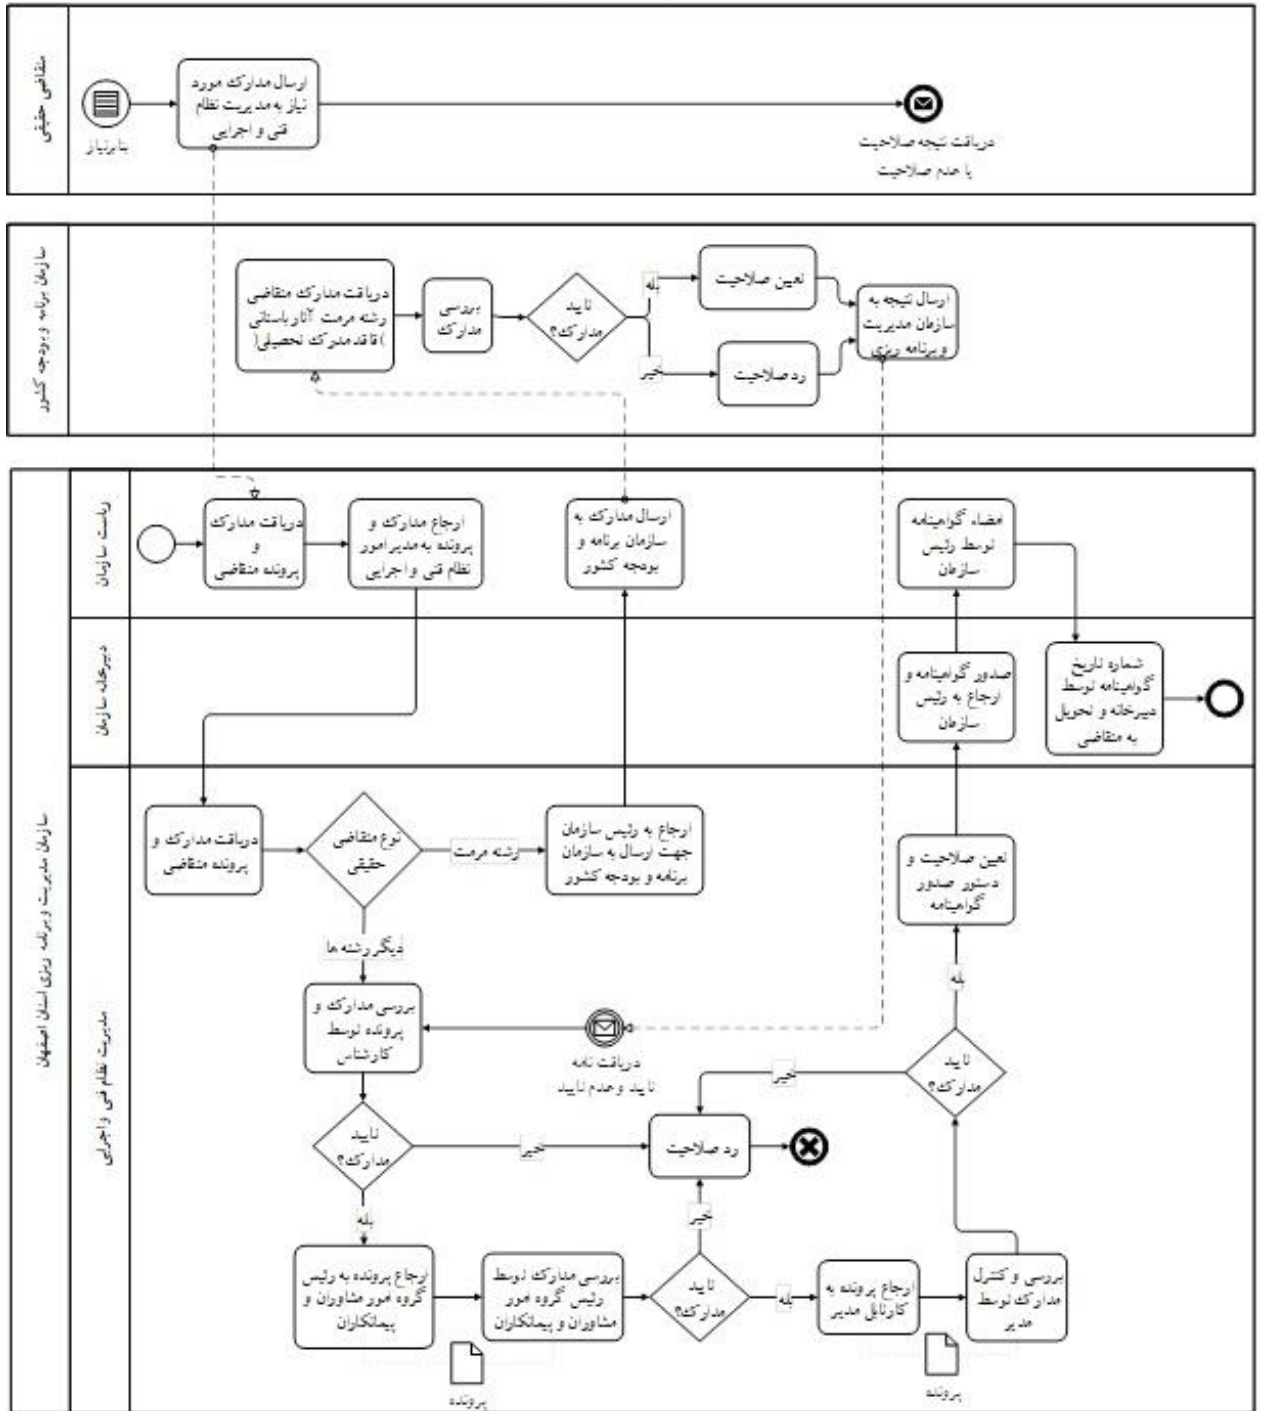 متقاضی حقیقی
بنابرنیاز
ارسال مدارک مورد
نیاز به مدیریت نظام
فنی و اجرایی
دریافت نتیجه صلاحیت
یا عدم صلاحیت
سازمان برنامه و بودجه کشور
دریافت مدارک متقاضی
رشته مرمت آثار باستانی
)فاقد مدرک تحصیلی(
بررسی
مدارک
تایید
مدارک؟
بله
خیر
تعین صلاحیت
رد صلاحیت
ارسال نتیجه به
سازمان مدیریت
و برنامه ریزی
سازمان مدیریت و برنامه ریزی استان اصفهان
ریاست سازمان
دریافت مدارک
و
پرونده متقاضی
ارجاع مدارک و
پرونده به مدیر امور
نظام فنی و اجرایی
ارسال مدارک به
سازمان برنامه و
بودجه کشور
امضاء گواهینامه
توسط رئیس
سازمان
دبیرخانه سازمان
صدور گواهینامه و
ارجاع به رئیس
سازمان
شماره تاریخ
گواهینامه توسط
دبیرخانه و تحویل
به متقاضی
مدیریت نظام فنی و اجرایی
دریافت مدارک و
پرونده متقاضی
نوع متقاضی
حقیقی
رشته مرمت
دیگر رشته ها
ارجاع به رئیس سازمان
جهت ارسال به سازمان
برنامه و بودجه کشور
تعین صلاحیت و
دستور صدور
گواهینامه
بله
بررسی مدارک و
پرونده توسط
کارشناس
دریافت نامه
تایید و عدم تایید
تایید
مدارک؟
خیر
تایید
مدارک؟
خیر
رد صلاحیت
بله
خیر
ارجاع پرونده به رئیس
گروه امور مشاوران و
پیمانکاران
بررسی مدارک توسط
رئیس گروه امور
مشاوران و پیمانکاران
تایید
مدارک؟
بله
ارجاع پرونده به
کارتابل مدیر
بررسی و کنترل
مدارک توسط
مدیر
پرونده
پرونده